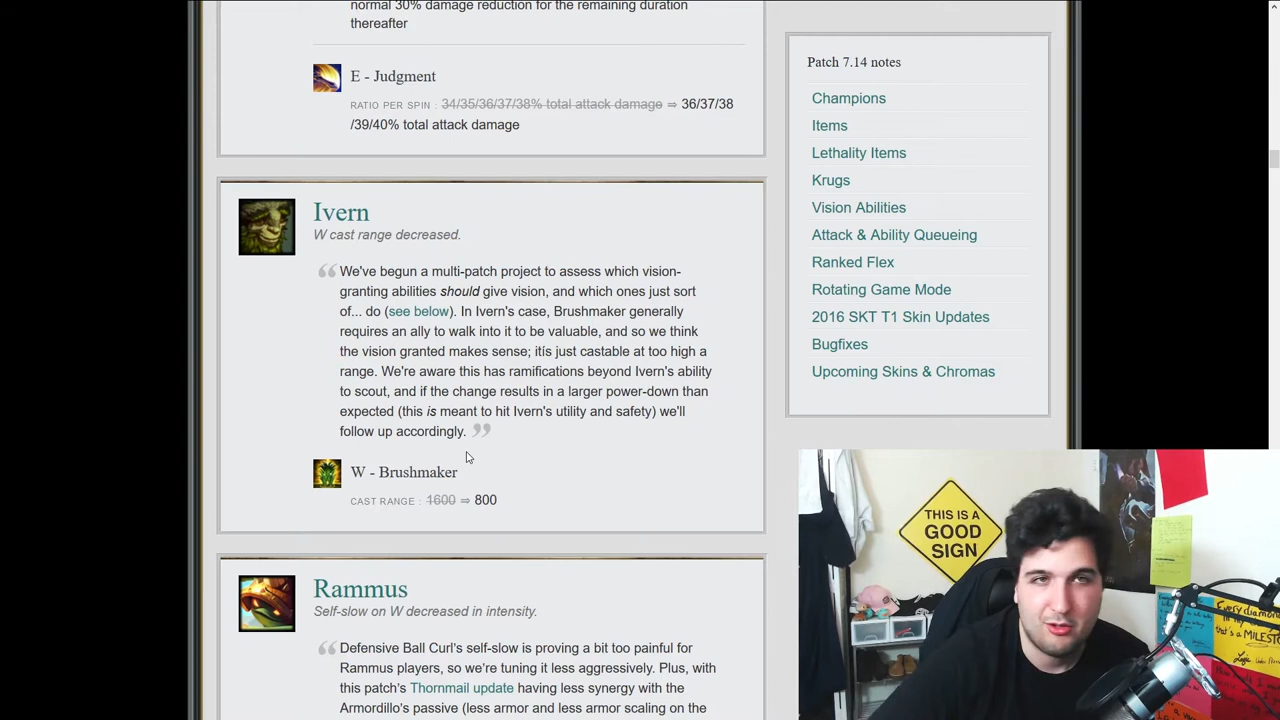 normal 30% damage reduction for the remaining duration
thereafter
E - Judgment
RATIO PER SPIN : 34/35/36/37/38% total attack damage ⇒ 36/37/38
/39/40% total attack damage
Ivern
W cast range decreased.
“ We've begun a multi-patch project to assess which vision-
granting abilities should give vision, and which ones just sort
of... do (see below). In Ivern's case, Brushmaker generally
requires an ally to walk into it to be valuable, and so we think
the vision granted makes sense; itís just castable at too high a
range. We're aware this has ramifications beyond Ivern's ability
to scout, and if the change results in a larger power-down than
expected (this is meant to hit Ivern's utility and safety) we'll
follow up accordingly. ”
W - Brushmaker
CAST RANGE : 1600 ⇒ 800
Rammus
Self-slow on W decreased in intensity.
“ Defensive Ball Curl's self-slow is proving a bit too painful for
Rammus players, so we're tuning it less aggressively. Plus, with
this patch's Thornmail update having less synergy with the
Armordillo's passive (less armor and less armor scaling on the
Patch 7.14 notes
Champions
Items
Lethality Items
Krugs
Vision Abilities
Attack & Ability Queueing
Ranked Flex
Rotating Game Mode
2016 SKT T1 Skin Updates
Bugfixes
Upcoming Skins & Chromas
THIS IS A
GOOD
SIGN
Every
that's a MILEST
Logic